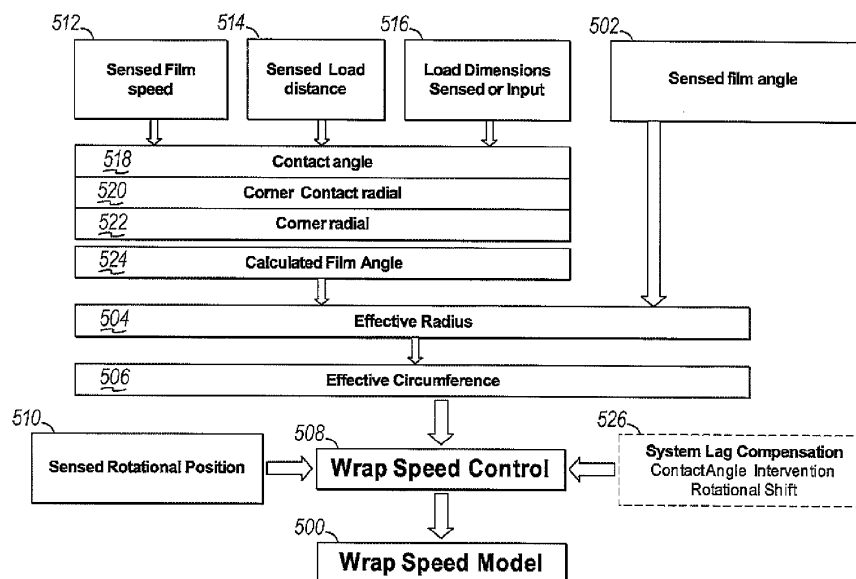 512
514
516
502
Sensed Film
speed
Sensed Load
distance
Load Dimensions
Sensed or Input
Sensed film angle
518 Contact angle
520 Corner Contact radial
522 Corner radial
524 Calculated Film Angle
504 Effective Radius
506 Effective Circumference
510
508
526
Sensed Rotational Position
Wrap Speed Control
System Lag Compensation
ContactAngle Intervention
Rotational Shift
500
Wrap Speed Model